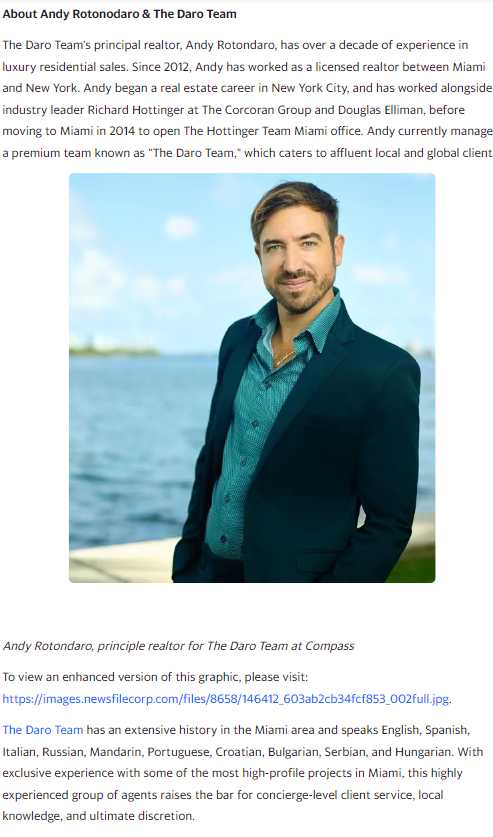 About Andy Rotonodaro & The Daro Team
The Daro Team's principal realtor, Andy Rotondaro, has over a decade of experience in
luxury residential sales. Since 2012, Andy has worked as a licensed realtor between Miami
and New York. Andy began a real estate career in New York City, and has worked alongside
industry leader Richard Hottinger at The Corcoran Group and Douglas Elliman, before
moving to Miami in 2014 to open The Hottinger Team Miami office. Andy currently manage
a premium team known as "The Daro Team," which caters to affluent local and global client
Andy Rotondaro, principle realtor for The Daro Team at Compass
To view an enhanced version of this graphic, please visit:
https://images.newsfilecorp.com/files/8658/146412_603ab2cb34fcf853_002full.jpg.
The Daro Team has an extensive history in the Miami area and speaks English, Spanish,
Italian, Russian, Mandarin, Portuguese, Croatian, Bulgarian, Serbian, and Hungarian. With
exclusive experience with some of the most high-profile projects in Miami, this highly
experienced group of agents raises the bar for concierge-level client service, local
knowledge, and ultimate discretion.